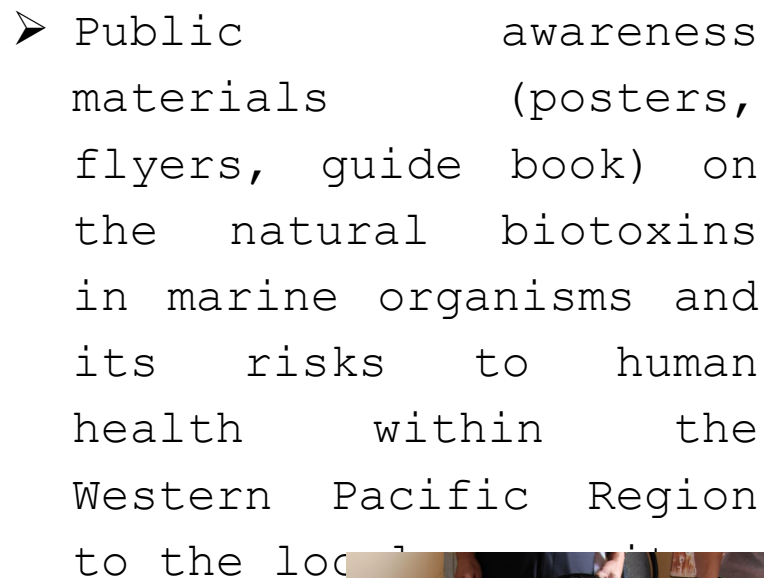 ➢ Public awareness
materials (posters,
flyers, guide book) on
the natural biotoxins
in marine organisms and
its risks to human
health within the
Western Pacific Region
to the